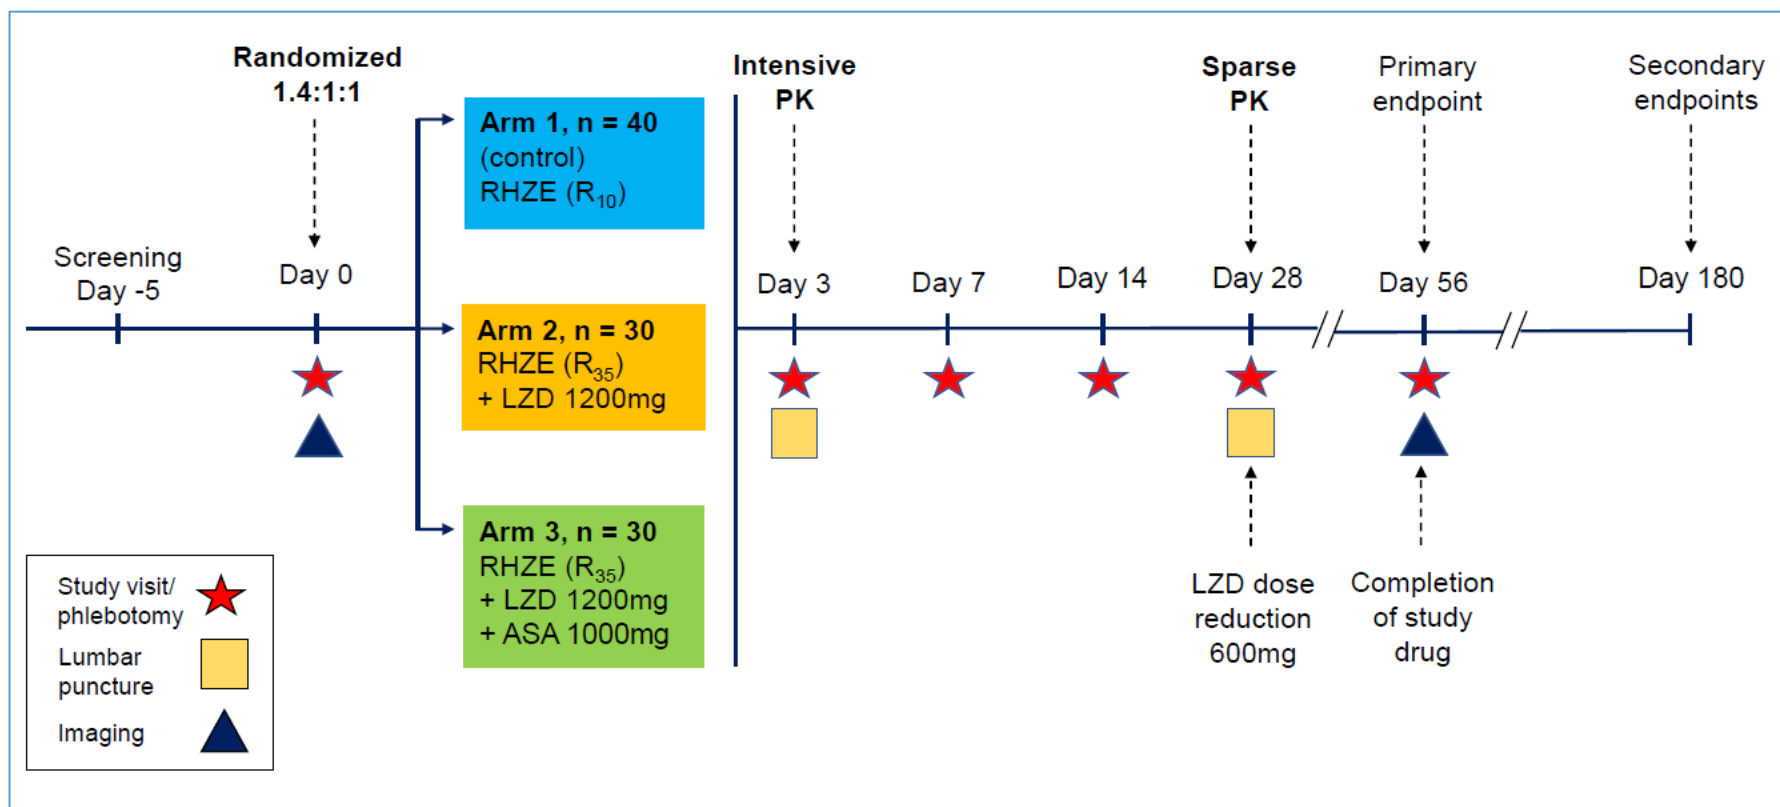 Randomized
1.4:1:1
Screening
Day -5
Day 0
Arm 1, n = 40
(control)
RHZE (R₁₀)
Arm 2, n = 30
RHZE (R₃₅)
+ LZD 1200mg
Arm 3, n = 30
RHZE (R₃₅)
+ LZD 1200mg
+ ASA 1000mg
Intensive
PK
Day 3
Day 7
Day 14
Sparse
PK
Day 28
LZD dose
reduction
600mg
Primary
endpoint
Day 56
Completion
of study
drug
Secondary
endpoints
Day 180
Study visit/
phlebotomy
Lumbar
puncture
Imaging